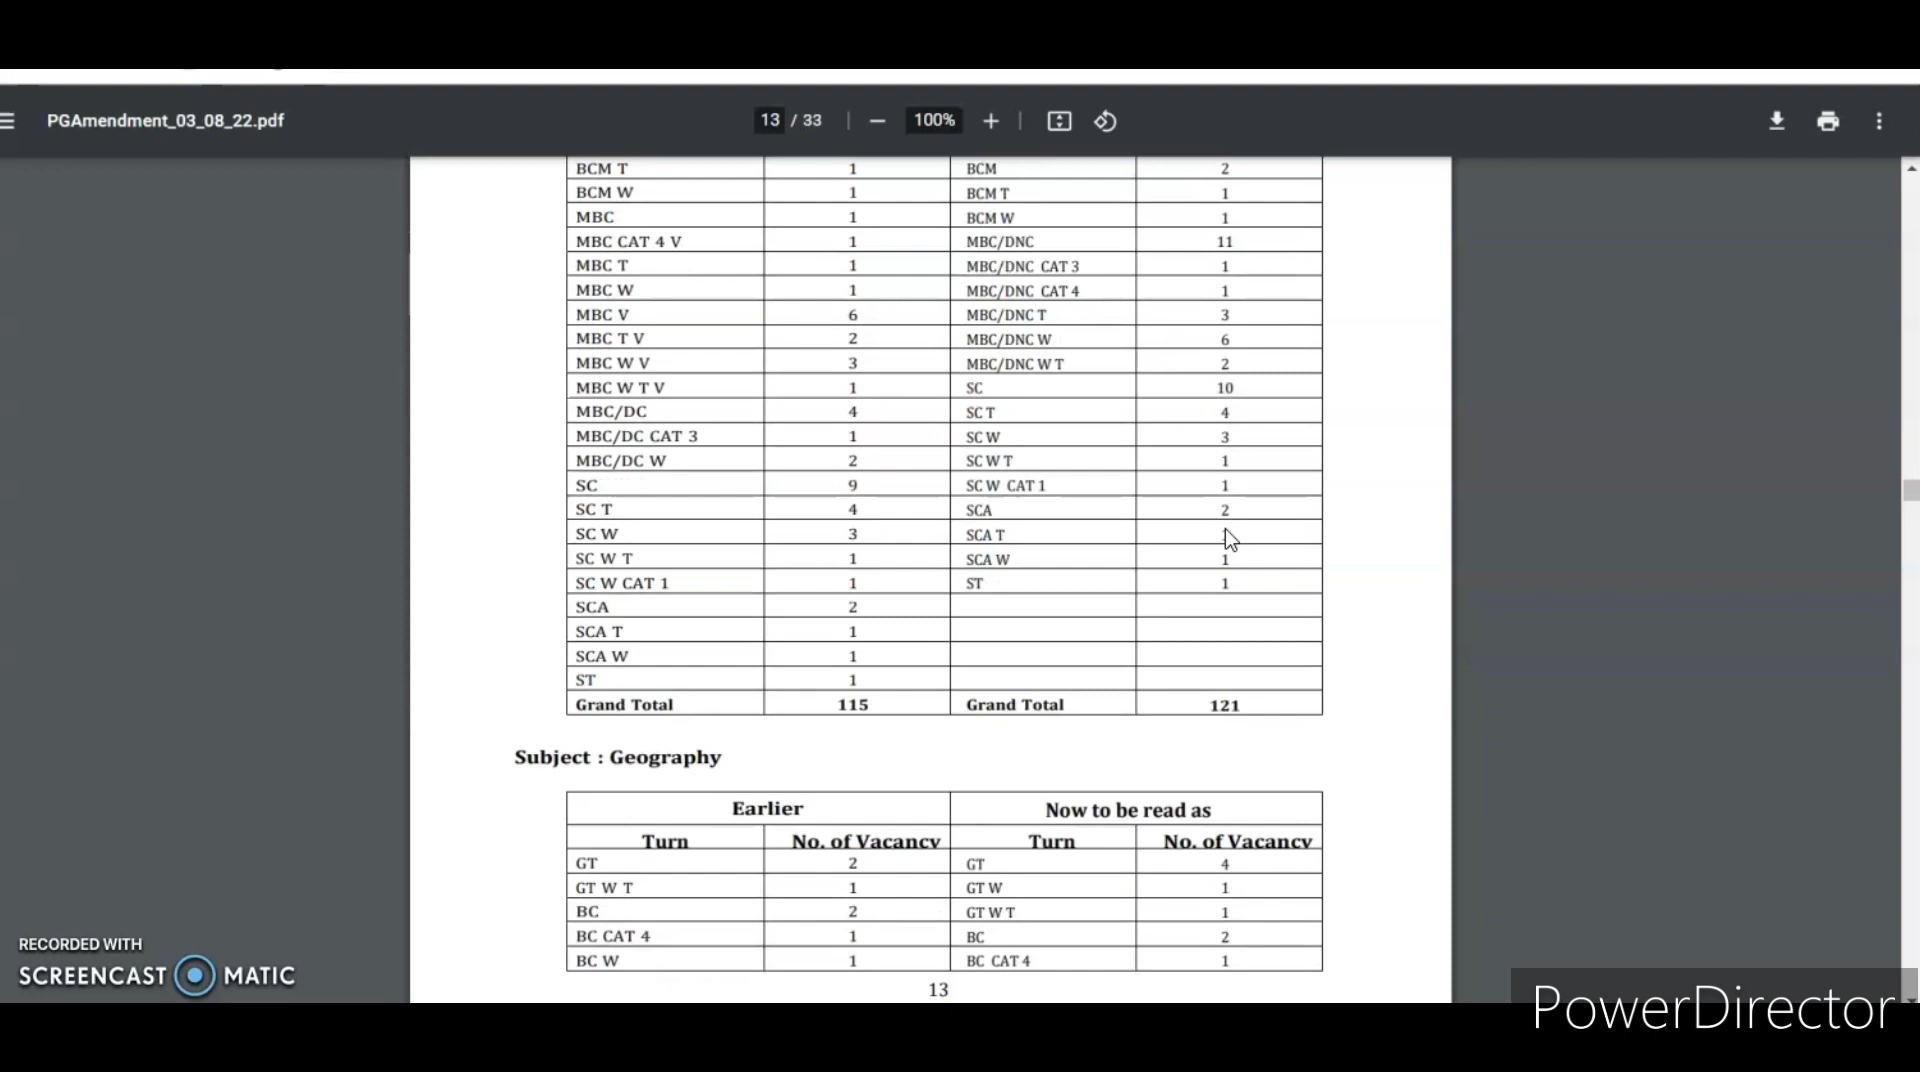 PGAmendment_03_08_22.pdf
13 / 33
100%
BCM T 1 BCM 2
BCM W 1 BCM T 1
MBC 1 BCM W 1
MBC CAT 4 V 1 MBC/DNC 11
MBC T 1 MBC/DNC CAT 3 1
MBC W 1 MBC/DNC CAT 4 1
MBC V 6 MBC/DNC T 3
MBC T V 2 MBC/DNC W 6
MBC W V 3 MBC/DNC W T 2
MBC W T V 1 SC 10
MBC/DC 4 SC T 4
MBC/DC CAT 3 1 SC W 3
MBC/DC W 2 SC W T 1
SC 9 SC W CAT 1 1
SC T 4 SCA 2
SC W 3 SCA T
SC W T 1 SCA W 1
SC W CAT 1 1 ST 1
SCA 2
SCA T 1
SCA W 1
ST 1
Grand Total 115 Grand Total 121
Subject : Geography
Earlier Now to be read as
Turn No. of Vacancy Turn No. of Vacancy
GT 2 GT 4
GT W T 1 GT W 1
BC 2 GT W T 1
BC CAT 4 1 BC 2
BC W 1 BC CAT 4 1
13
RECORDED WITH
SCREENCAST MATIC
PowerDirector